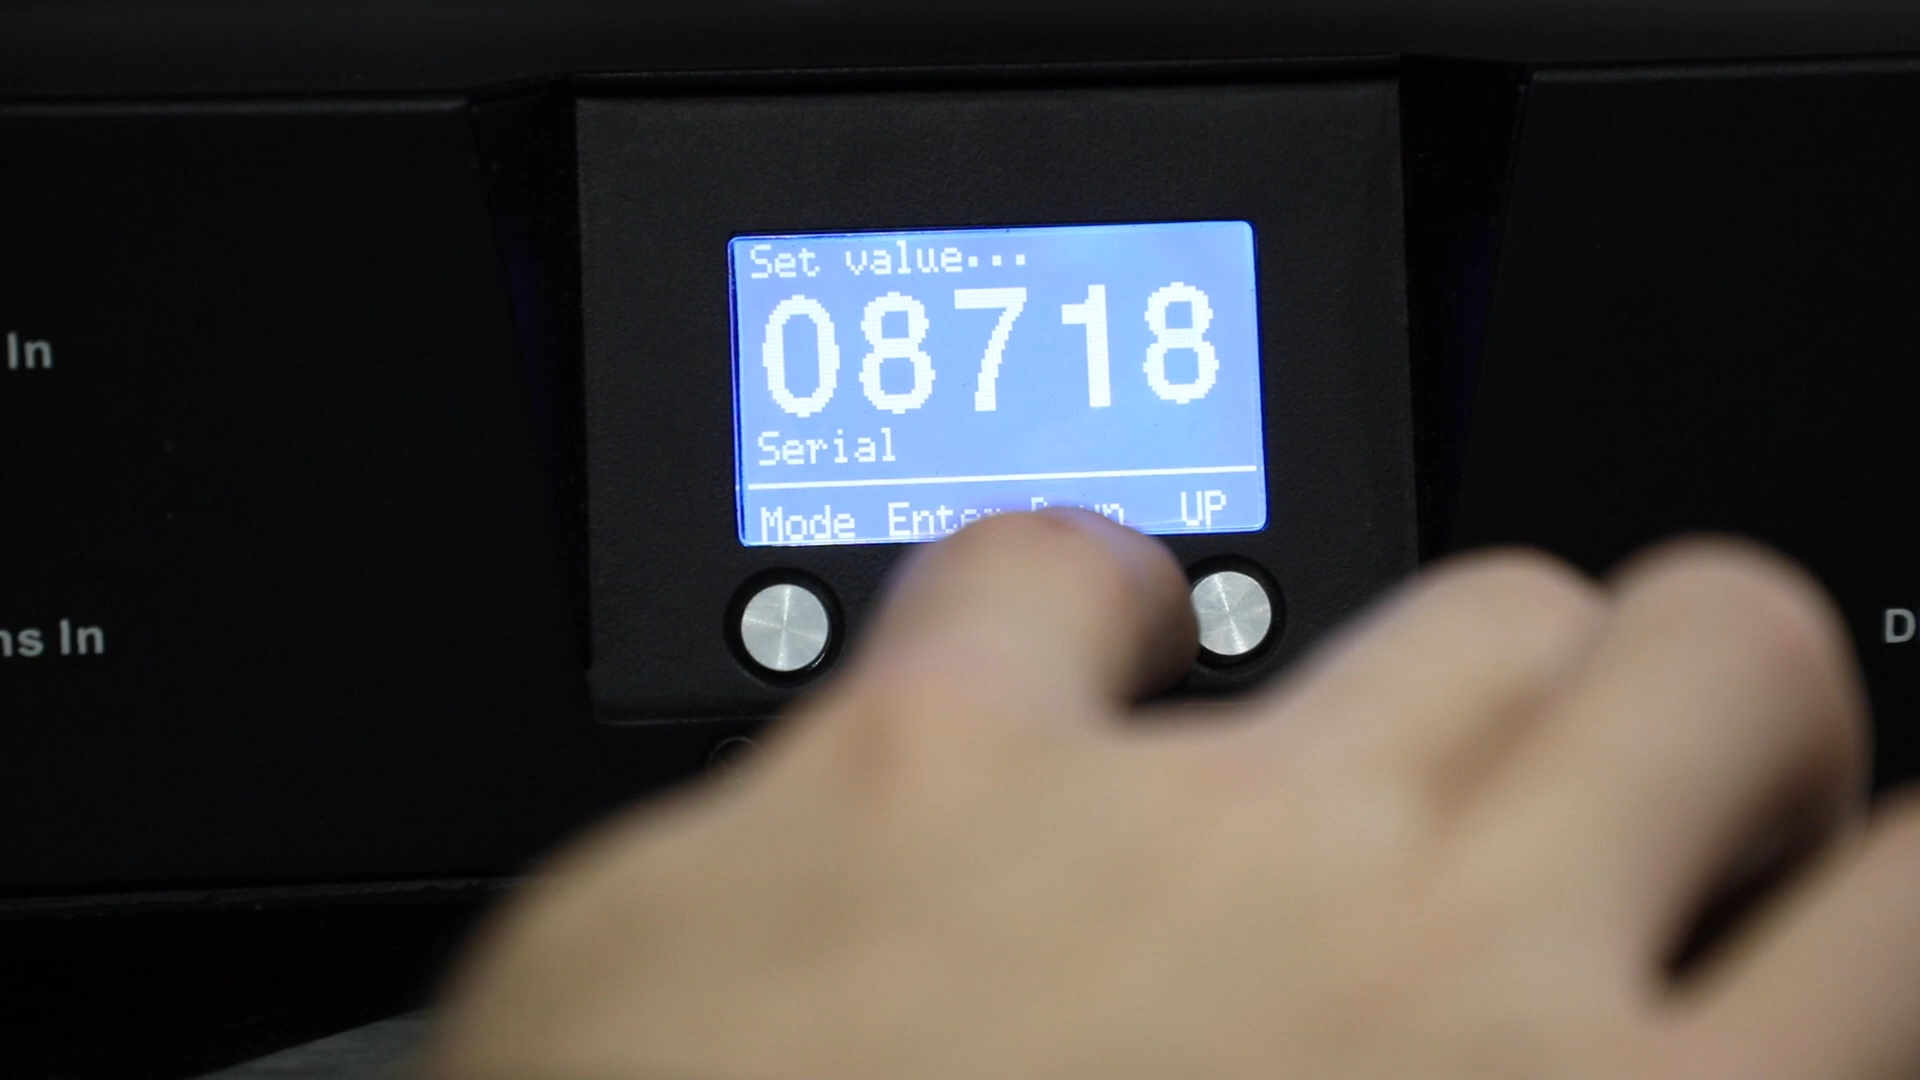 Set value...
08718
Serial
Mode Enter Down UP
In
ns In
D